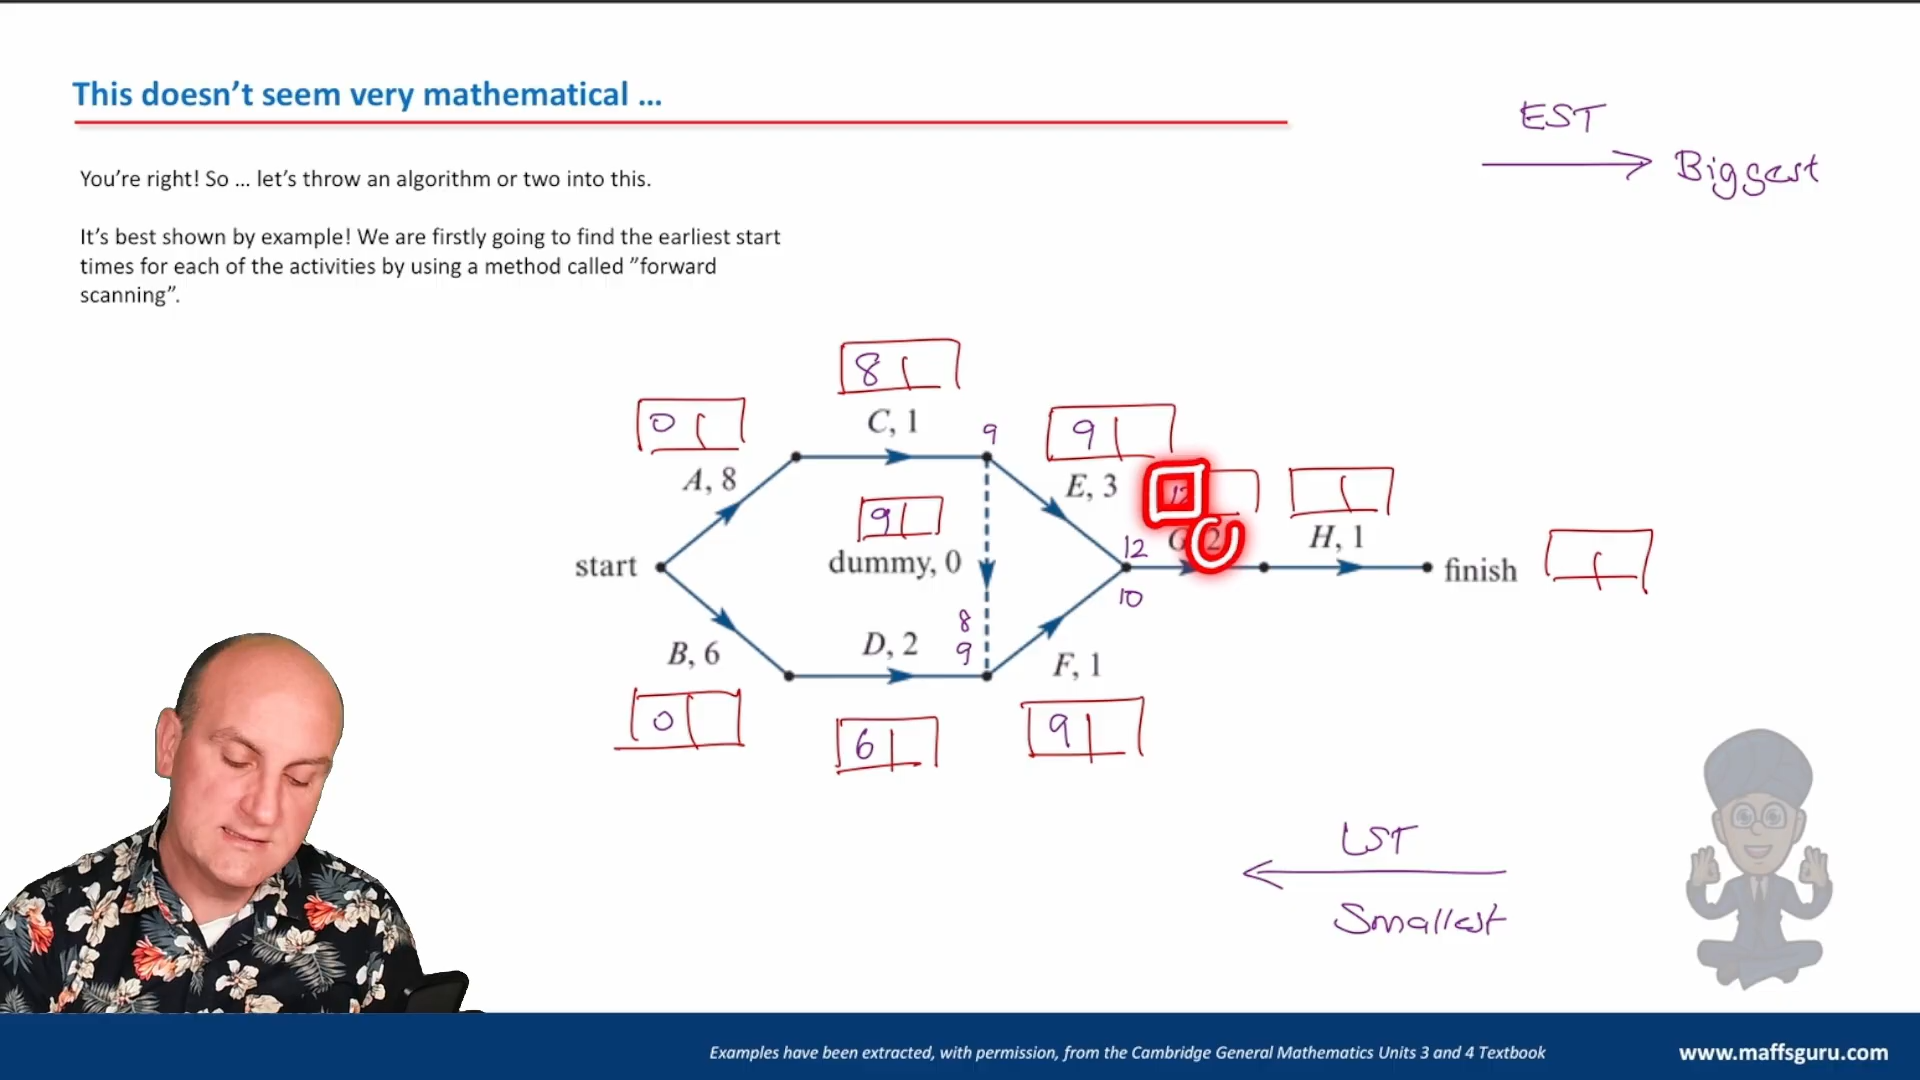 This doesn't seem very mathematical ...
EST
Biggest
You're right! So ... let's throw an algorithm or two into this.
It's best shown by example! We are firstly going to find the earliest start
times for each of the activities by using a method called "forward
scanning".
8
C, 1
0
A, 8
9
9
E, 3
12
H, 1
9
dummy, 0
start
12
G, 2
finish
10
8
9
B, 6
D, 2
F, 1
0
6
9
LST
Smallest
Examples have been extracted, with permission, from the Cambridge General Mathematics Units 3 and 4 Textbook
www.maffsguru.com